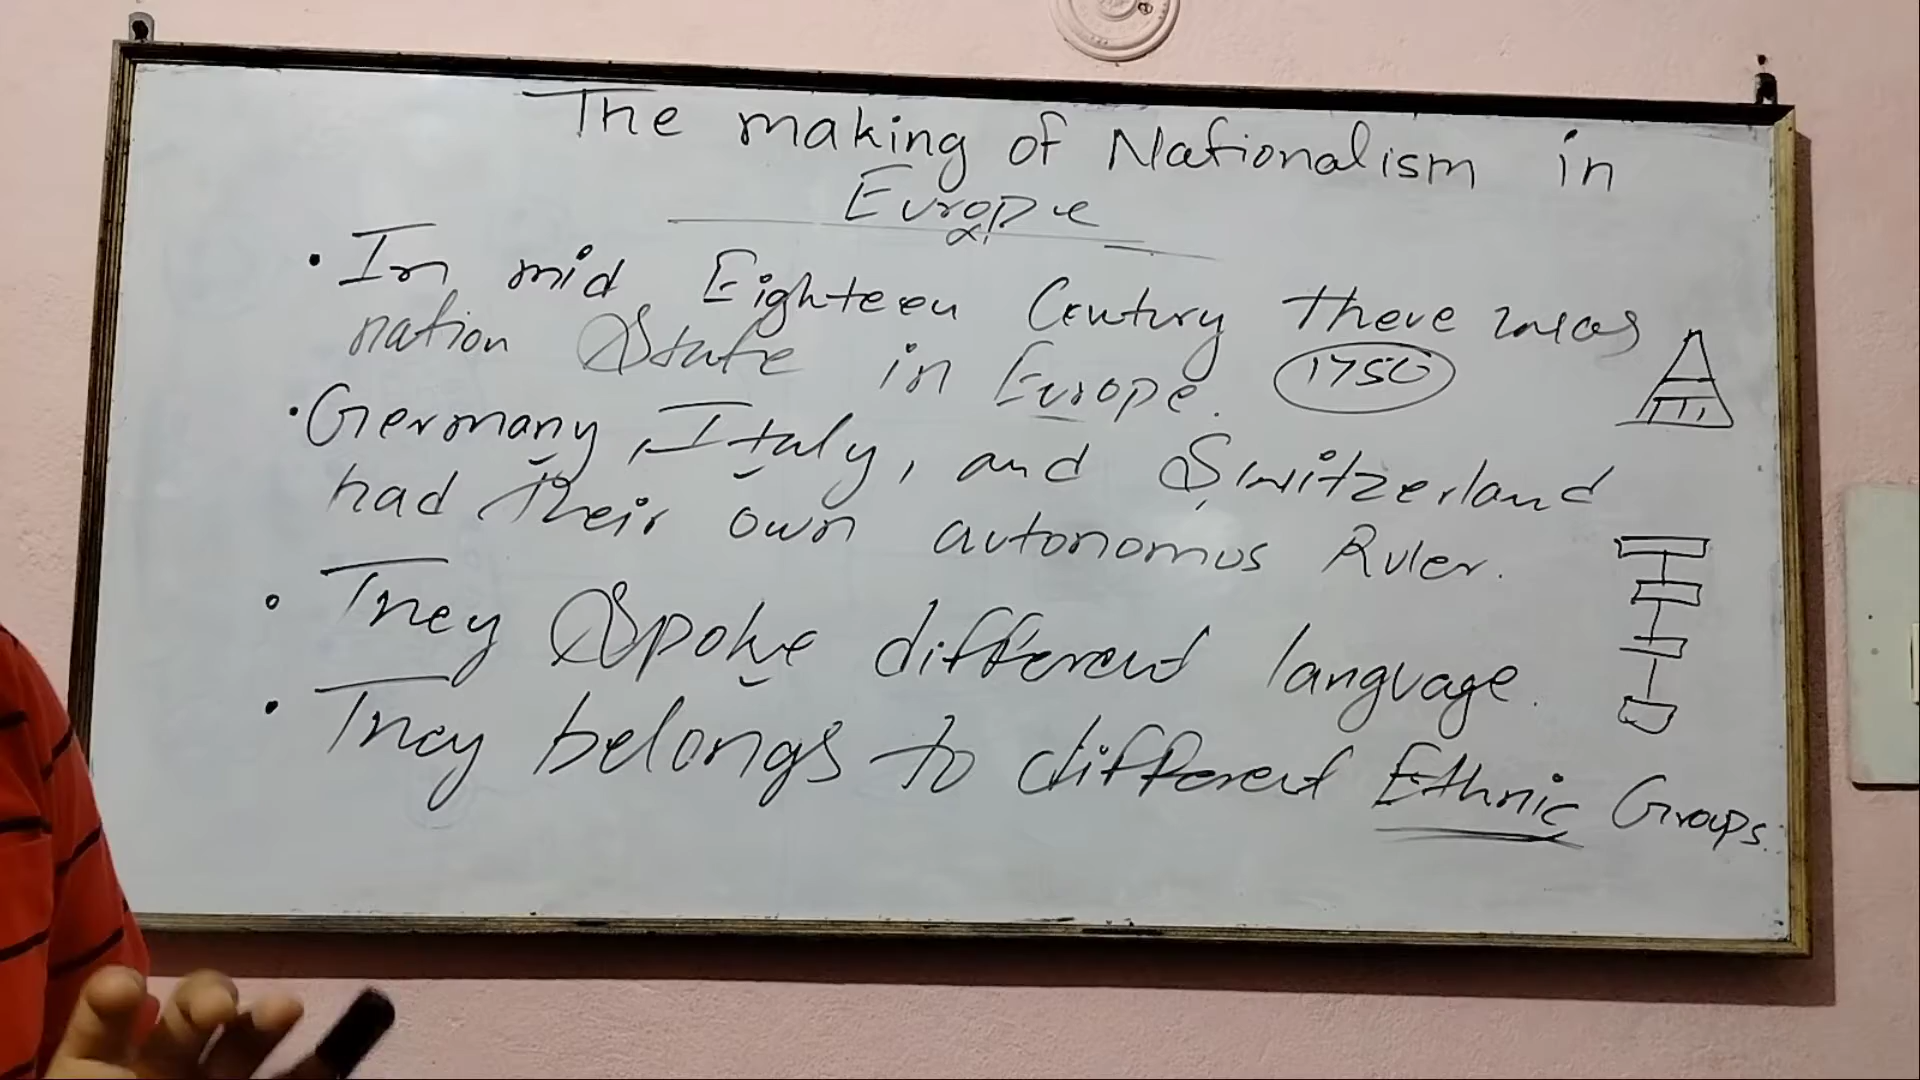 The making of Nationalism in
Europe
• In mid Eighteen Century there was
nation State in Europe. 1750
• Germany, Italy, and Switzerland
had their own autonomus Ruler.
• They Spoke different language.
• They belongs to different Ethnic Groups.